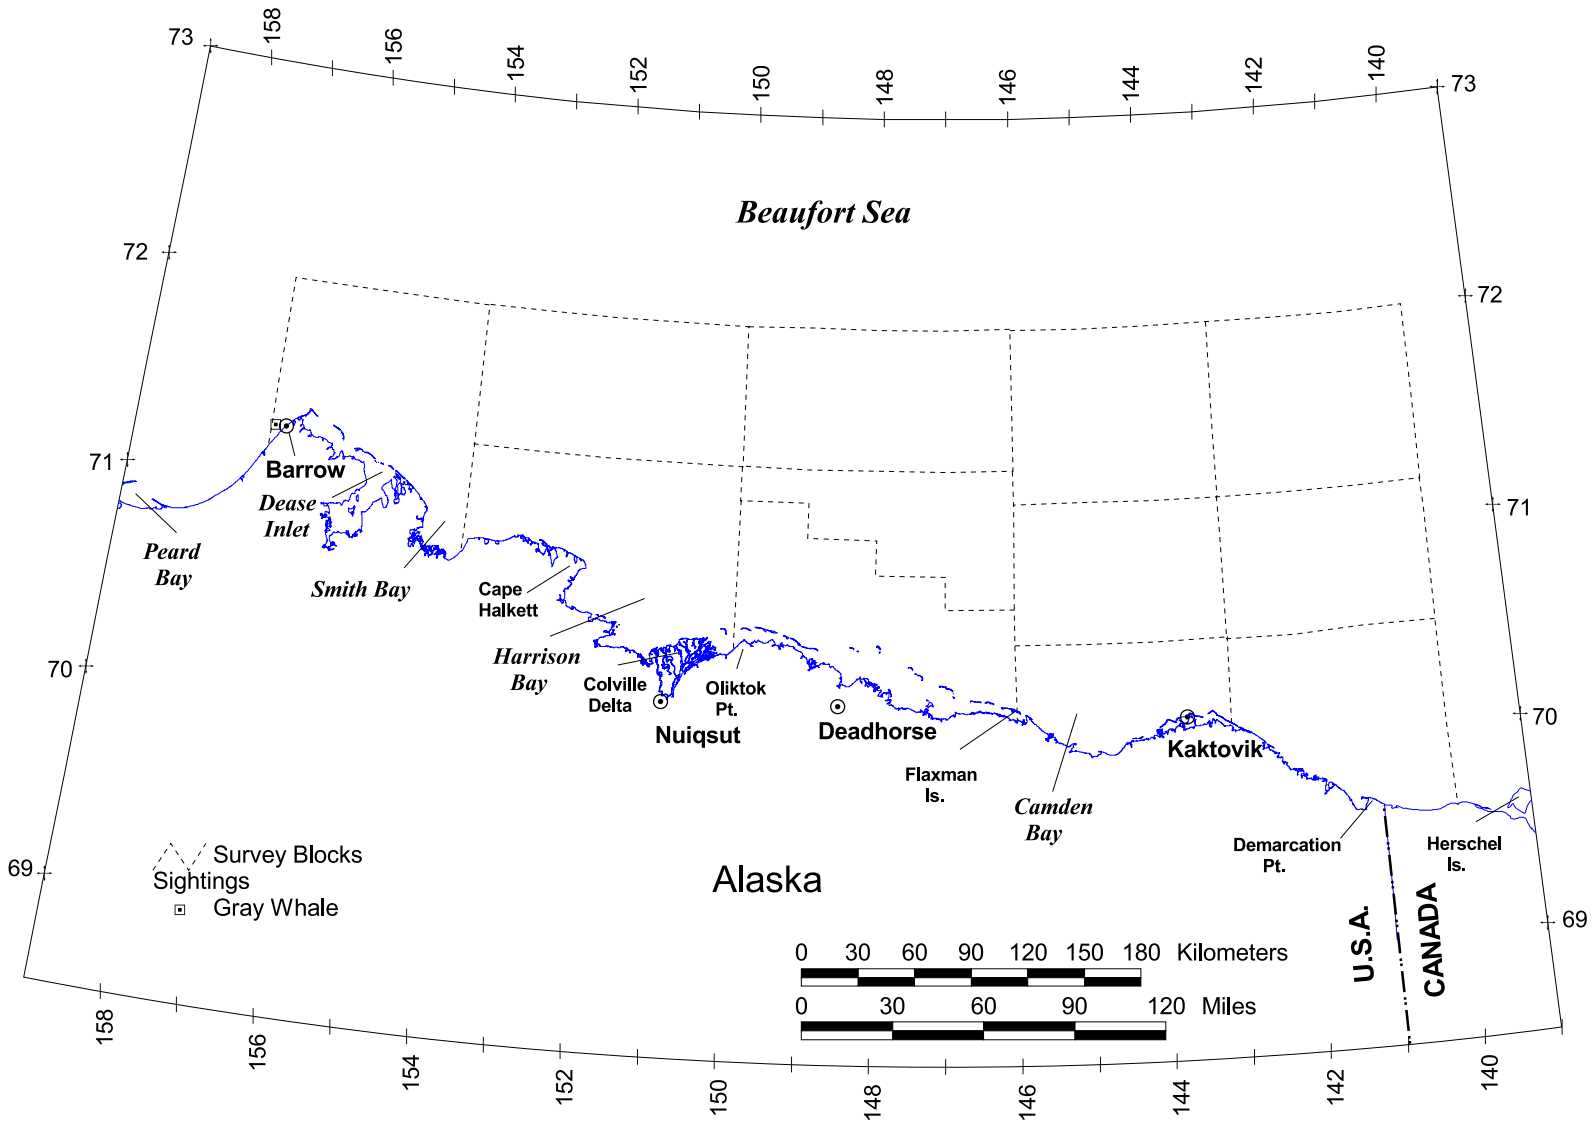 158
156
154
152
150
148
146
144
142
140
73
73
Beaufort Sea
72
72
71
71
Barrow
Dease
Inlet
Peard
Bay
Smith Bay
Cape
Halkett
Harrison
Bay
Colville
Delta
Oliktok
Pt.
Nuiqsut
Deadhorse
Kaktovik
70
70
Flaxman
Is.
Camden
Bay
Demarcation
Pt.
Herschel
Is.
Survey Blocks
Sightings
Gray Whale
69
69
Alaska
U.S.A.
CANADA
0 30 60 90 120 150 180 Kilometers
0 30 60 90 120 Miles
158
156
154
152
150
148
146
144
142
140